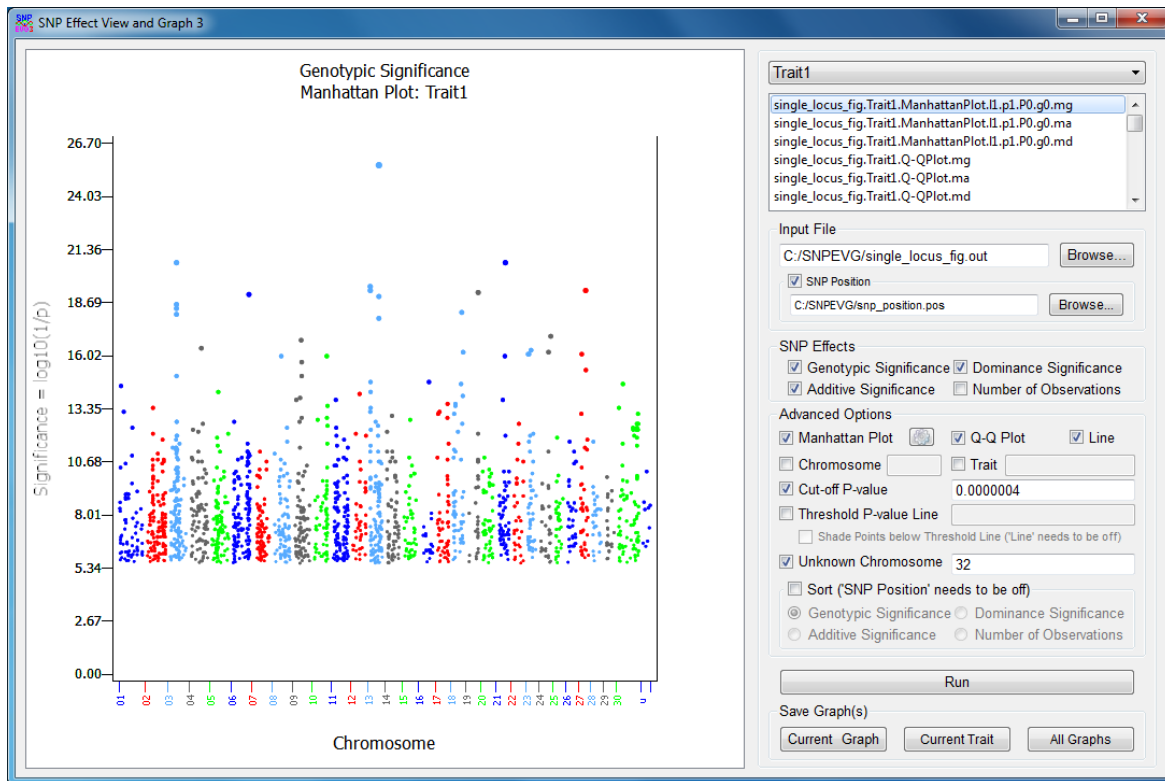 SNP Effect View and Graph 3
Genotypic Significance
Manhattan Plot: Trait1
Significance = log10(1/p)
26.70
24.03
21.36
18.69
16.02
13.35
10.68
8.01
5.34
2.67
0.00
01 02 03 04 05 06 07 08 09 10 11 12 13 14 15 16 17 18 19 20 21 22 23 24 25 26 27 28 29 30 u
Chromosome
Trait1
single_locus_fig.Trait1.ManhattanPlot.l1.p1.P0.g0.mg
single_locus_fig.Trait1.ManhattanPlot.l1.p1.P0.g0.ma
single_locus_fig.Trait1.ManhattanPlot.l1.p1.P0.g0.md
single_locus_fig.Trait1.Q-QPlot.mg
single_locus_fig.Trait1.Q-QPlot.ma
single_locus_fig.Trait1.Q-QPlot.md
Input File
C:/SNPEVG/single_locus_fig.out Browse...
SNP Position
C:/SNPEVG/snp_position.pos Browse...
SNP Effects
Genotypic Significance Dominance Significance
Additive Significance Number of Observations
Advanced Options
Manhattan Plot Q-Q Plot Line
Chromosome Trait
Cut-off P-value 0.0000004
Threshold P-value Line
Shade Points below Threshold Line ('Line' needs to be off)
Unknown Chromosome 32
Sort ('SNP Position' needs to be off)
Genotypic Significance Dominance Significance
Additive Significance Number of Observations
Run
Save Graph(s)
Current Graph Current Trait All Graphs